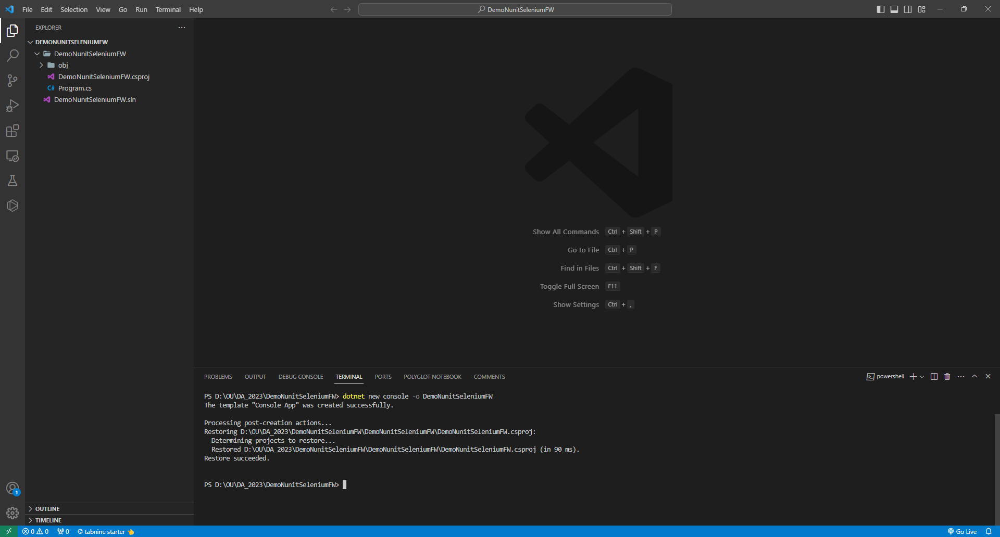 File Edit Selection View Go Run Terminal Help
DemoNunitSeleniumFW
EXPLORER
DEMONUNITSELENIUMFW
DemoNunitSeleniumFW
obj
DemoNunitSeleniumFW.csproj
C# Program.cs
DemoNunitSeleniumFW.sln
Show All Commands Ctrl + Shift + P
Go to File Ctrl + P
Find in Files Ctrl + Shift + F
Toggle Full Screen F11
Show Settings Ctrl + ,
PROBLEMS OUTPUT DEBUG CONSOLE TERMINAL PORTS POLYGLOT NOTEBOOK COMMENTS
powershell
PS D:\OU\DA_2023\DemoNunitSeleniumFW> dotnet new console -o DemoNunitSeleniumFW
The template "Console App" was created successfully.
Processing post-creation actions...
Restoring D:\OU\DA_2023\DemoNunitSeleniumFW\DemoNunitSeleniumFW\DemoNunitSeleniumFW.csproj:
Determining projects to restore...
Restored D:\OU\DA_2023\DemoNunitSeleniumFW\DemoNunitSeleniumFW\DemoNunitSeleniumFW.csproj (in 90 ms).
Restore succeeded.
PS D:\OU\DA_2023\DemoNunitSeleniumFW>
1
OUTLINE
TIMELINE
0 0 0 tabnine starter Go Live